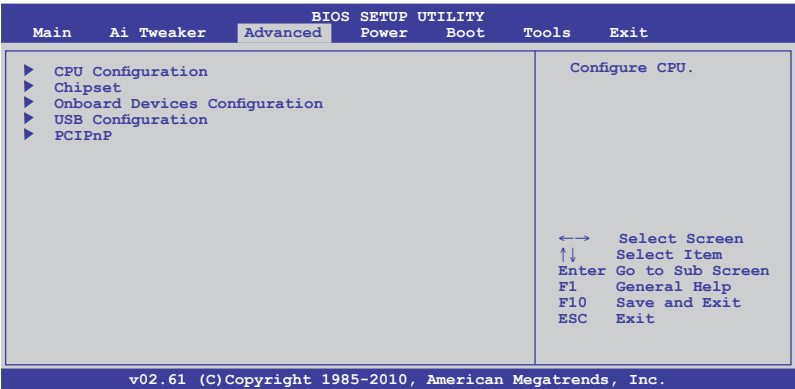 BIOS SETUP UTILITY
Main Ai Tweaker Advanced Power Boot Tools Exit
CPU Configuration
Chipset
Onboard Devices Configuration
USB Configuration
PCIPnP
Configure CPU.
←→ Select Screen
↑↓ Select Item
Enter Go to Sub Screen
F1 General Help
F10 Save and Exit
ESC Exit
v02.61 (C)Copyright 1985-2010, American Megatrends, Inc.